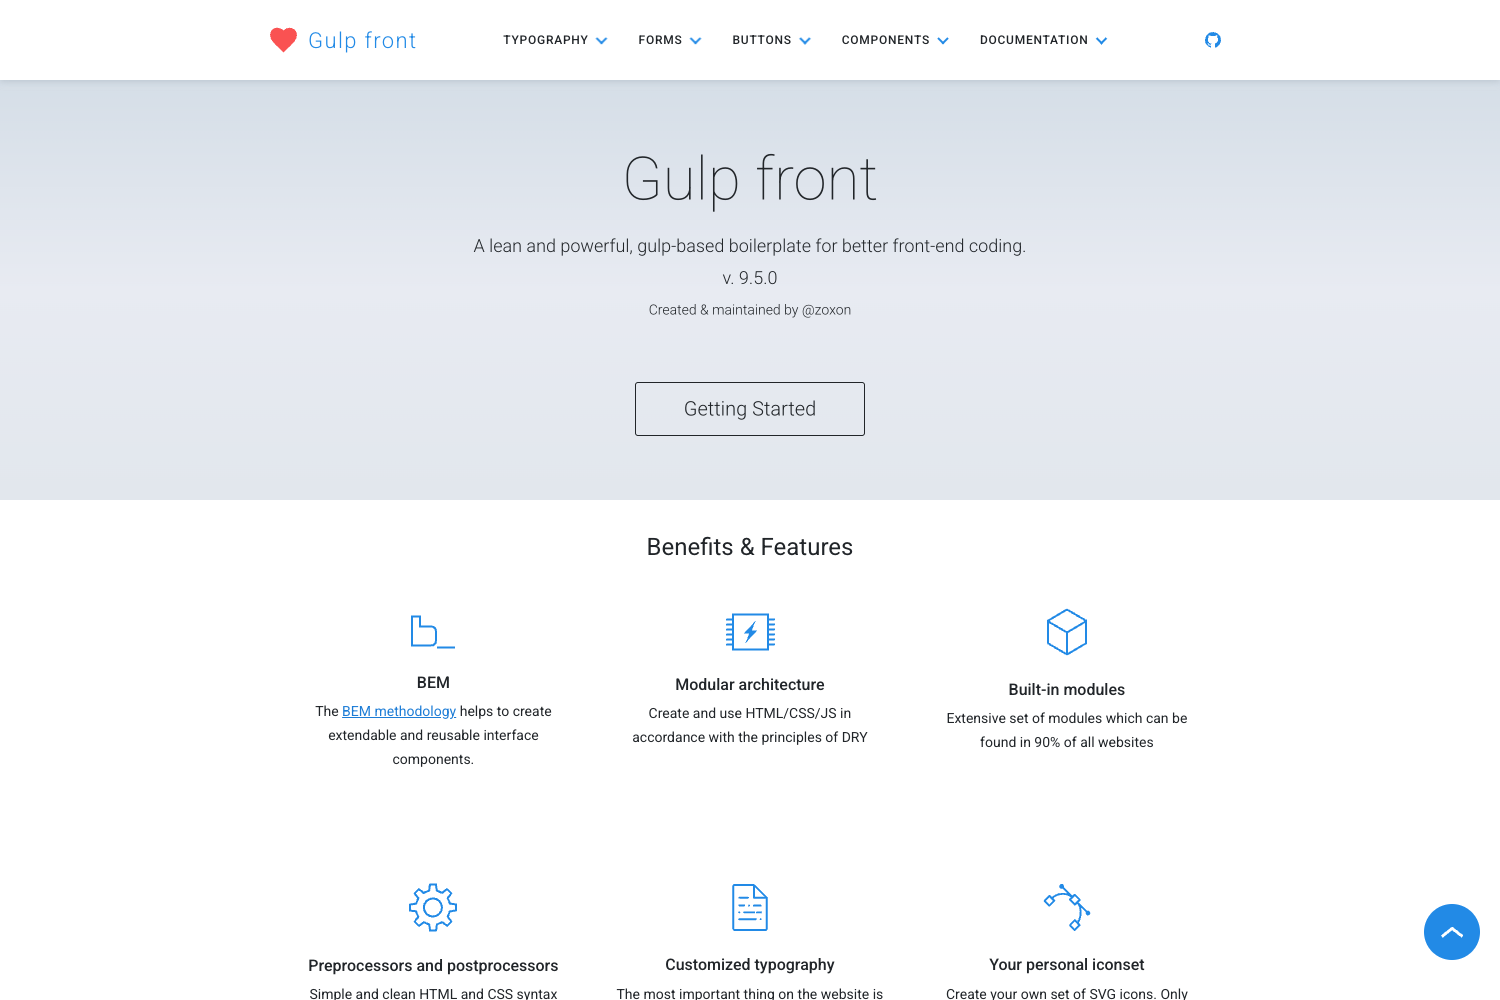 Gulp front
TYPOGRAPHY
FORMS
BUTTONS
COMPONENTS
DOCUMENTATION
Gulp front
A lean and powerful, gulp-based boilerplate for better front-end coding.
v. 9.5.0
Created & maintained by @zoxon
Getting Started
Benefits & Features
BEM
The BEM methodology helps to create
extendable and reusable interface
components.
Modular architecture
Create and use HTML/CSS/JS in
accordance with the principles of DRY
Built-in modules
Extensive set of modules which can be
found in 90% of all websites
Preprocessors and postprocessors
Simple and clean HTML and CSS syntax
Customized typography
The most important thing on the website is
Your personal iconset
Create your own set of SVG icons. Only